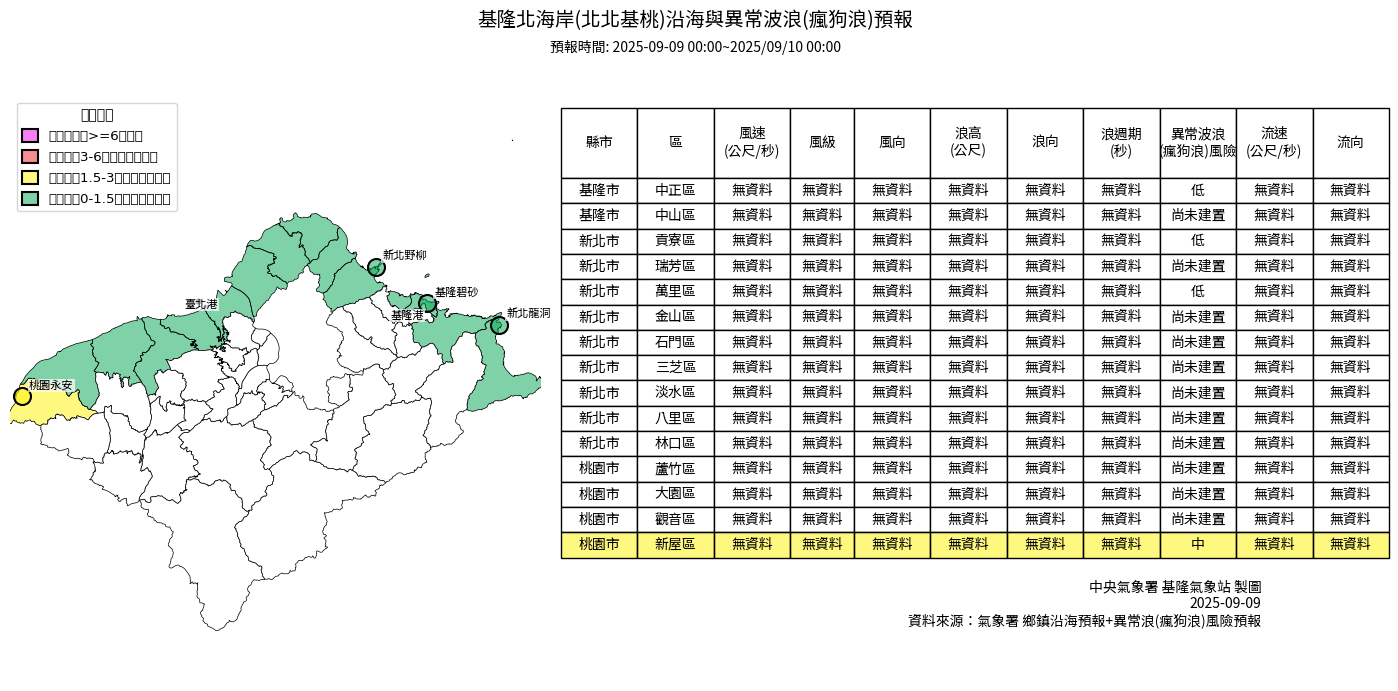 基隆北海岸(北北基桃)沿海與異常波浪(瘋狗浪)預報
預報時間: 2025-09-09 00:00~2025/09/10 00:00
>=6
3-6
1.5-3
0-1.5
新北野柳
基隆碧砂
臺北港
基隆港
新北龍洞
桃園永安
縣市 區 風速(公尺/秒) 風級 風向 浪高(公尺) 浪向 浪週期(秒) 異常波浪(瘋狗浪)風險 流速(公尺/秒) 流向
基隆市 中正區 無資料 無資料 無資料 無資料 無資料 無資料 低 無資料 無資料
基隆市 中山區 無資料 無資料 無資料 無資料 無資料 無資料 尚未建置 無資料 無資料
新北市 貢寮區 無資料 無資料 無資料 無資料 無資料 無資料 低 無資料 無資料
新北市 瑞芳區 無資料 無資料 無資料 無資料 無資料 無資料 尚未建置 無資料 無資料
新北市 萬里區 無資料 無資料 無資料 無資料 無資料 無資料 低 無資料 無資料
新北市 金山區 無資料 無資料 無資料 無資料 無資料 無資料 尚未建置 無資料 無資料
新北市 石門區 無資料 無資料 無資料 無資料 無資料 無資料 尚未建置 無資料 無資料
新北市 三芝區 無資料 無資料 無資料 無資料 無資料 無資料 尚未建置 無資料 無資料
新北市 淡水區 無資料 無資料 無資料 無資料 無資料 無資料 尚未建置 無資料 無資料
新北市 八里區 無資料 無資料 無資料 無資料 無資料 無資料 尚未建置 無資料 無資料
新北市 林口區 無資料 無資料 無資料 無資料 無資料 無資料 尚未建置 無資料 無資料
桃園市 蘆竹區 無資料 無資料 無資料 無資料 無資料 無資料 尚未建置 無資料 無資料
桃園市 大園區 無資料 無資料 無資料 無資料 無資料 無資料 尚未建置 無資料 無資料
桃園市 觀音區 無資料 無資料 無資料 無資料 無資料 無資料 尚未建置 無資料 無資料
桃園市 新屋區 無資料 無資料 無資料 無資料 無資料 無資料 中 無資料 無資料
中央氣象署 基隆氣象站 製圖
2025-09-09
資料來源：氣象署 鄉鎮沿海預報+異常浪(瘋狗浪)風險預報